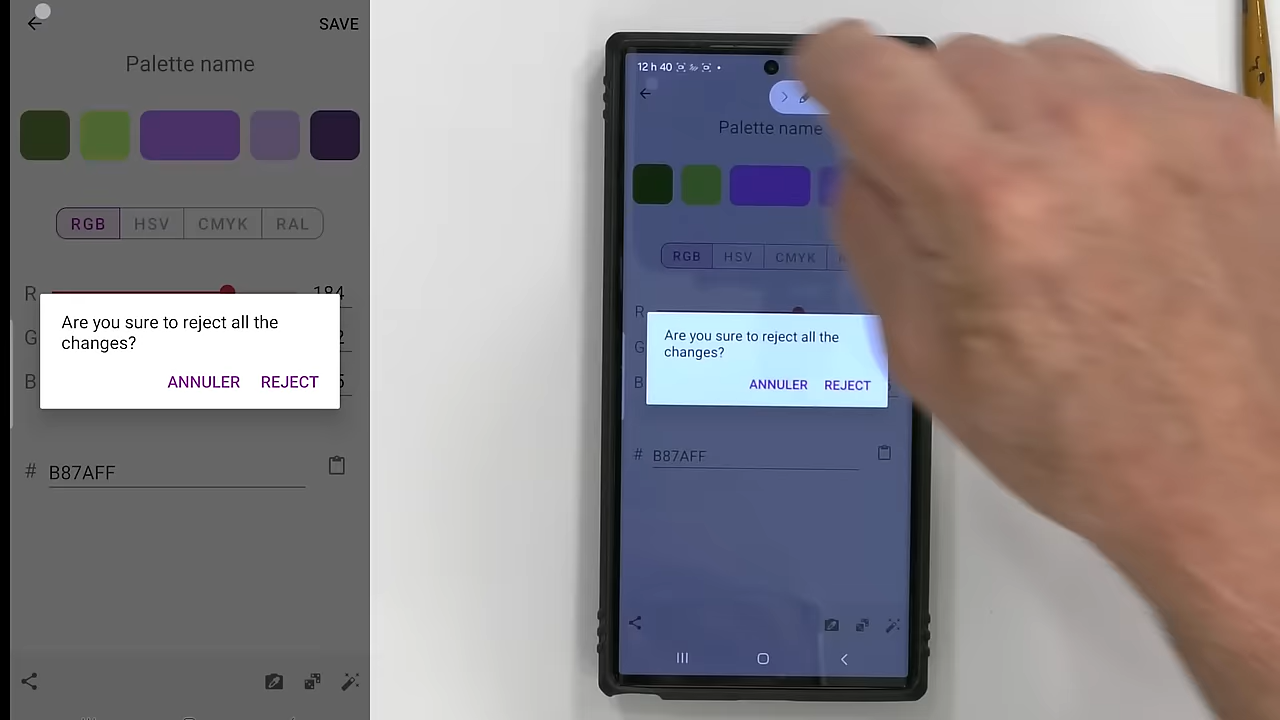 SAVE
Palette name
RGB HSV CMYK RAL
R 184
G
B
Are you sure to reject all the
changes?
ANNULER REJECT
# B87AFF
12 h 40
Palette name
RGB HSV CMYK
R
G
B
Are you sure to reject all the
changes?
ANNULER REJECT
# B87AFF